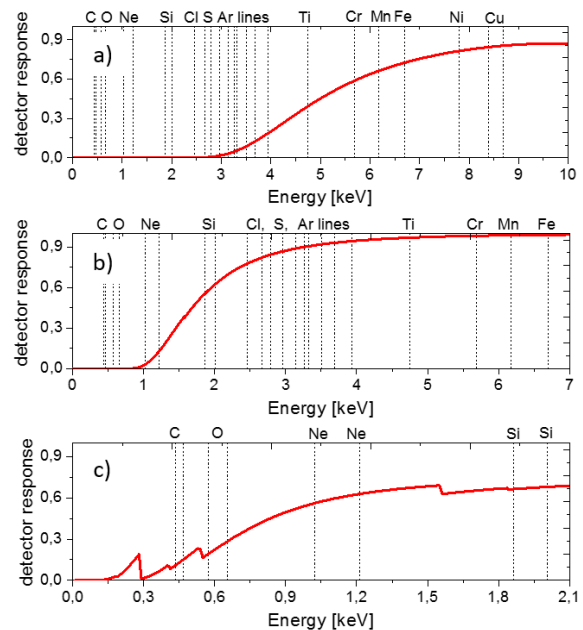 C O Ne Si Cl S Ar lines Ti Cr Mn Fe Ni Cu
a)
detector response
0.9
0.6
0.3
0.0
0 1 2 3 4 5 6 7 8 9 10
Energy [keV]
C O Ne Si Cl, S, Ar lines Ti Cr Mn Fe
b)
detector response
0.9
0.6
0.3
0.0
0 1 2 3 4 5 6 7
Energy [keV]
C O Ne Ne Si Si
c)
detector response
0.9
0.6
0.3
0.0
0,0 0,3 0,6 0,9 1,2 1,5 1,8 2,1
Energy [keV]